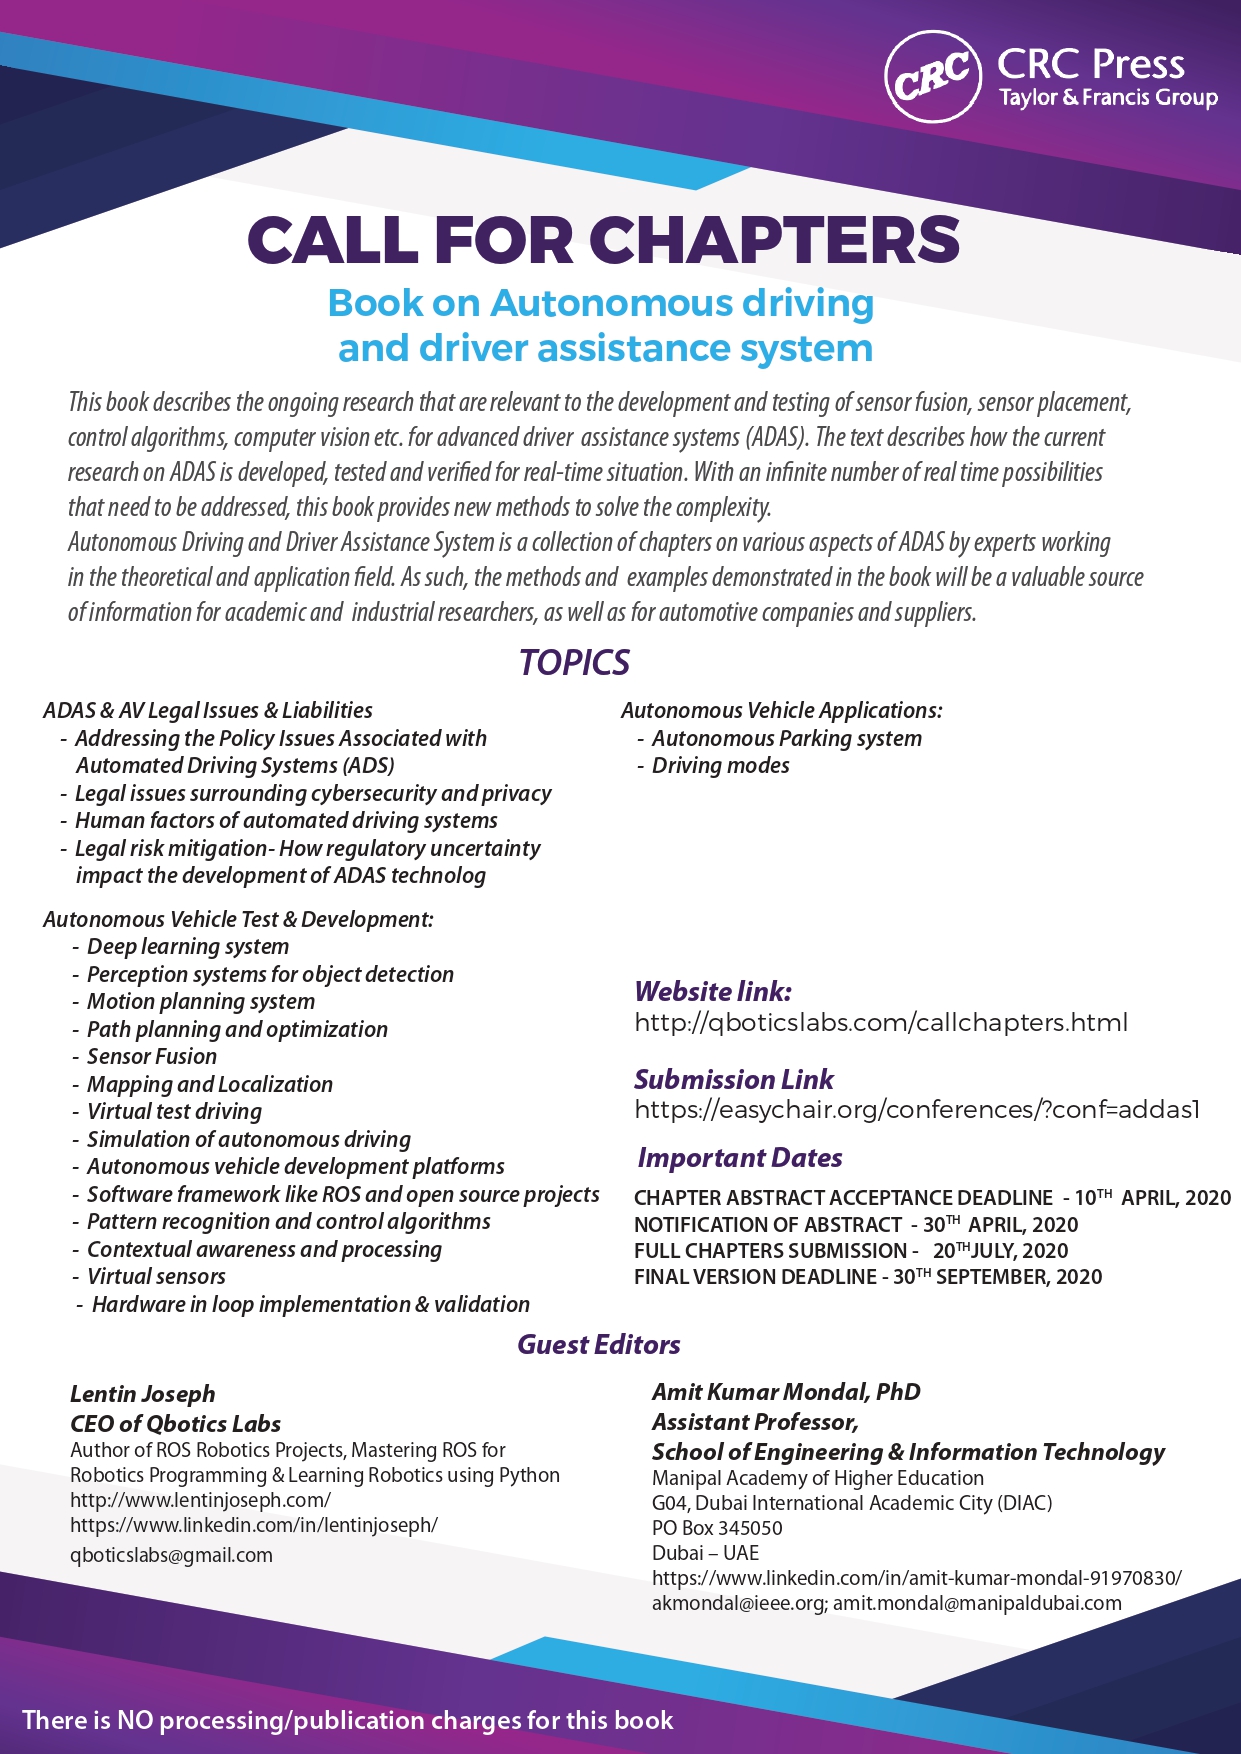 CRC
CRC Press
Taylor & Francis Group
CALL FOR CHAPTERS
Book on Autonomous driving
and driver assistance system
This book describes the ongoing research that are relevant to the development and testing of sensor fusion, sensor placement,
control algorithms, computer vision etc. for advanced driver assistance systems (ADAS). The text describes how the current
research on ADAS is developed, tested and verified for real-time situation. With an infinite number of real time possibilities
that need to be addressed, this book provides new methods to solve the complexity.
Autonomous Driving and Driver Assistance System is a collection of chapters on various aspects of ADAS by experts working
in the theoretical and application field. As such, the methods and examples demonstrated in the book will be a valuable source
of information for academic and industrial researchers, as well as for automotive companies and suppliers.
TOPICS
ADAS & AV Legal Issues & Liabilities
- Addressing the Policy Issues Associated with
Automated Driving Systems (ADS)
- Legal issues surrounding cybersecurity and privacy
- Human factors of automated driving systems
- Legal risk mitigation- How regulatory uncertainty
impact the development of ADAS technolog
Autonomous Vehicle Test & Development:
- Deep learning system
- Perception systems for object detection
- Motion planning system
- Path planning and optimization
- Sensor Fusion
- Mapping and Localization
- Virtual test driving
- Simulation of autonomous driving
- Autonomous vehicle development platforms
- Software framework like ROS and open source projects
- Pattern recognition and control algorithms
- Contextual awareness and processing
- Virtual sensors
- Hardware in loop implementation & validation
Autonomous Vehicle Applications:
- Autonomous Parking system
- Driving modes
Website link:
http://qboticslabs.com/callchapters.html
Submission Link
https://easychair.org/conferences/?conf=addas1
Important Dates
CHAPTER ABSTRACT ACCEPTANCE DEADLINE - 10TH APRIL, 2020
NOTIFICATION OF ABSTRACT - 30TH APRIL, 2020
FULL CHAPTERS SUBMISSION - 20THJULY, 2020
FINAL VERSION DEADLINE - 30TH SEPTEMBER, 2020
Guest Editors
Lentin Joseph
CEO of Qbotics Labs
Author of ROS Robotics Projects, Mastering ROS for
Robotics Programming & Learning Robotics using Python
http://www.lentinjoseph.com/
https://www.linkedin.com/in/lentinjoseph/
qboticslabs@gmail.com
Amit Kumar Mondal, PhD
Assistant Professor,
School of Engineering & Information Technology
Manipal Academy of Higher Education
G04, Dubai International Academic City (DIAC)
PO Box 345050
Dubai – UAE
https://www.linkedin.com/in/amit-kumar-mondal-91970830/
akmondal@ieee.org; amit.mondal@manipaldubai.com
There is NO processing/publication charges for this book